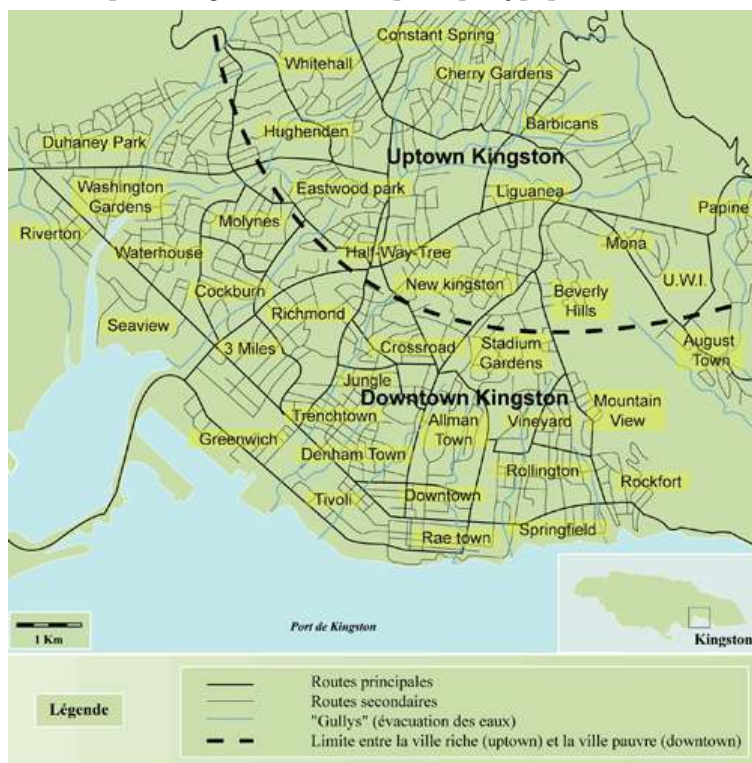 Constant Spring
Whitehall
Cherry Gardens
Hughenden
Barbicans
Duhaney Park
Uptown Kingston
Washington
Gardens
Eastwood park
Liguanea
Papine
Riverton
Molynes
Waterhouse
Half-Way-Tree
Mona
New kingston
U.W.I.
Cockburn
Beverly
Hills
Richmond
Seaview
3 Miles
Crossroad
Stadium
Gardens
August
Town
Jungle
Downtown Kingston
Trenchtown
Allman
Town
Vineyard
Mountain
View
Greenwich
Denham Town
Rollington
Rockfort
Tivoli
Downtown
Rae town
Springfield
1 Km
Port de Kingston
Kingston
Légende
Routes principales
Routes secondaires
"Gullys" (évacuation des eaux)
Limite entre la ville riche (uptown) et la ville pauvre (downtown)